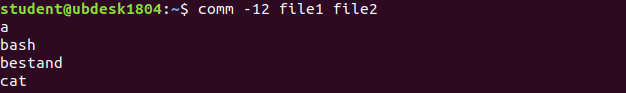 student@ubdesk1804:~$ comm -12 file1 file2
a
bash
bestand
cat